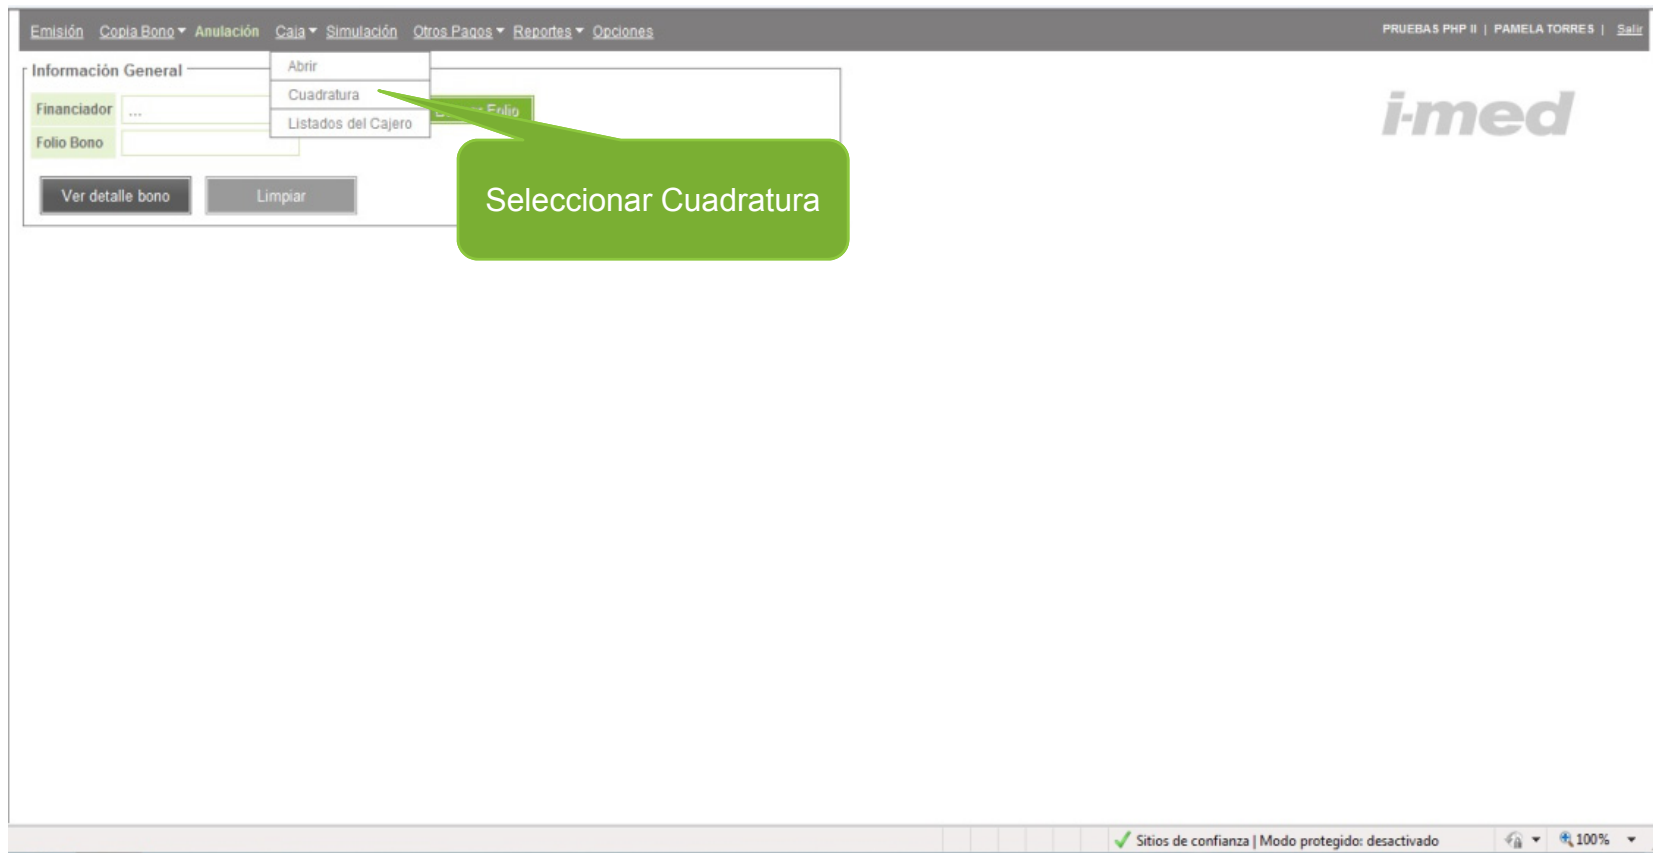 Emisión Copia Bono Anulación Caja Simulación Otros Pagos Reportes Opciones PRUEBAS PHP II | PAMELA TORRES | Salir
Información General
Abrir
Cuadratura
Listados del Cajero
Financiador ... Folio
Folio Bono
Ver detalle bono Limpiar
Seleccionar Cuadratura
i-med
Sitios de confianza | Modo protegido: desactivado 100%